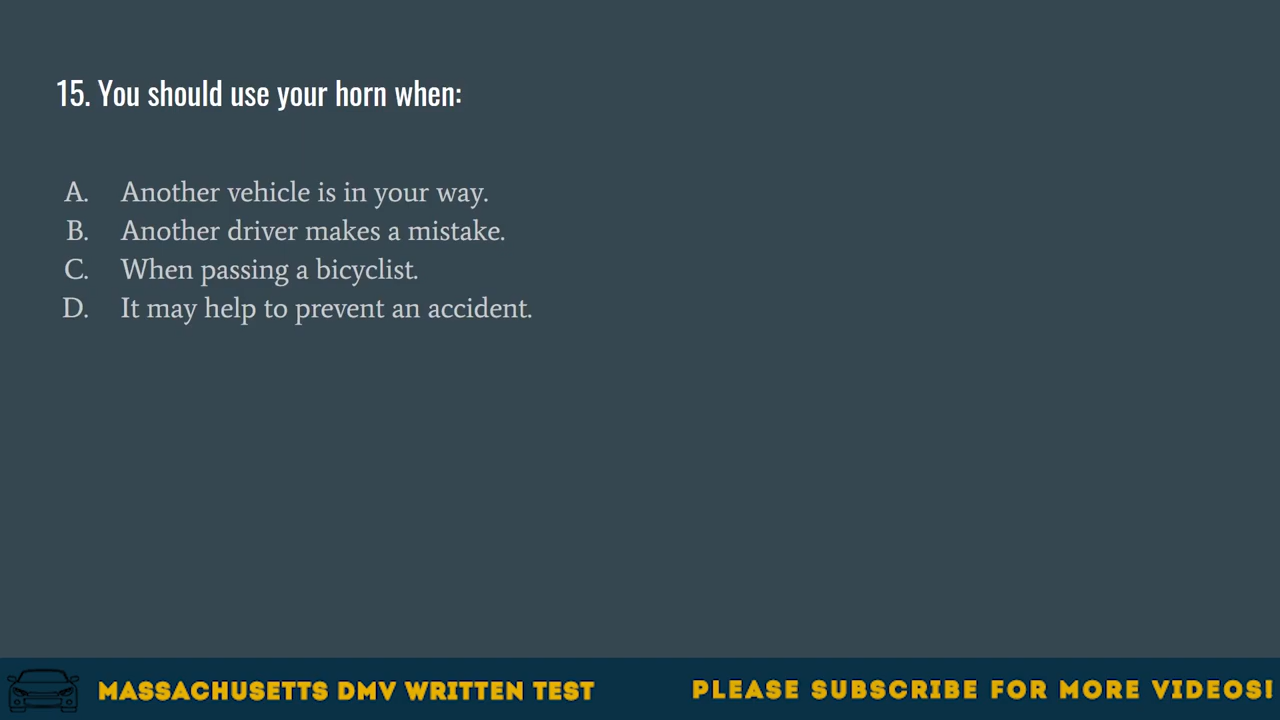 15. You should use your horn when:
A. Another vehicle is in your way.
B. Another driver makes a mistake.
C. When passing a bicyclist.
D. It may help to prevent an accident.
MASSACHUSETTS DMV WRITTEN TEST
PLEASE SUBSCRIBE FOR MORE VIDEOS!